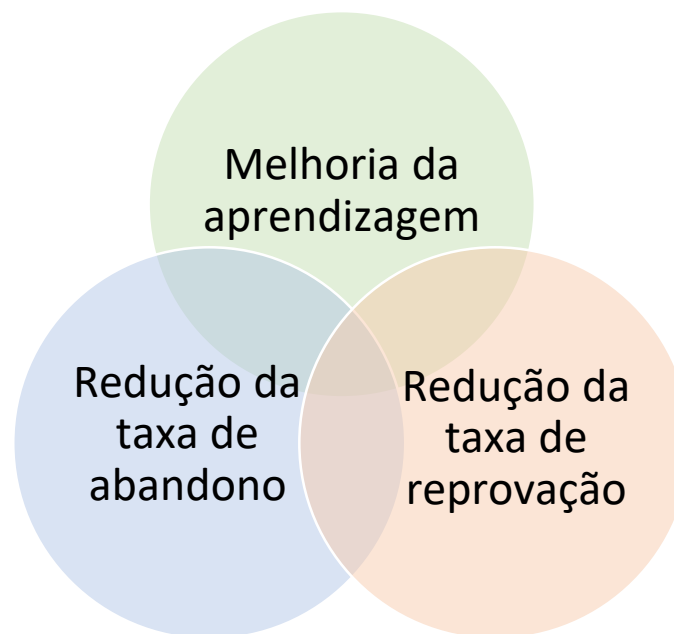 Melhoria da
aprendizagem
Redução da
taxa de
abandono
Redução da
taxa de
reprovação